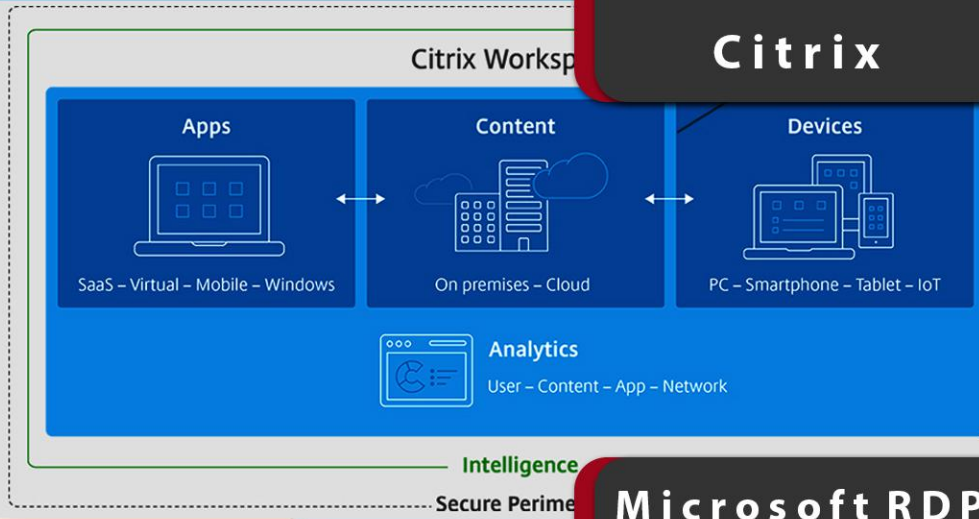 Citrix
Citrix Worksp
Apps
Content
Devices
SaaS – Virtual – Mobile – Windows
On premises – Cloud
PC – Smartphone – Tablet – IoT
Analytics
User – Content – App – Network
Intelligence
Secure Perime
Microsoft RDP